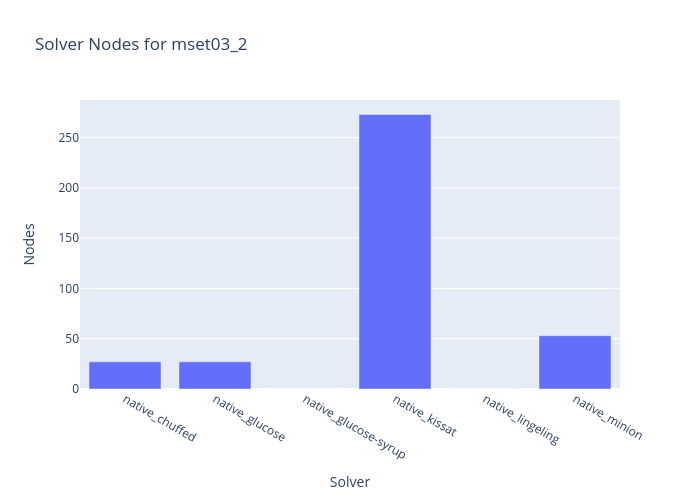 Solver Nodes for mset03_2
250
200
150
100
50
0
Nodes
native_chuffed
native_glucose
native_glucose-syrup
native_kissat
native_lingeling
native_minion
Solver